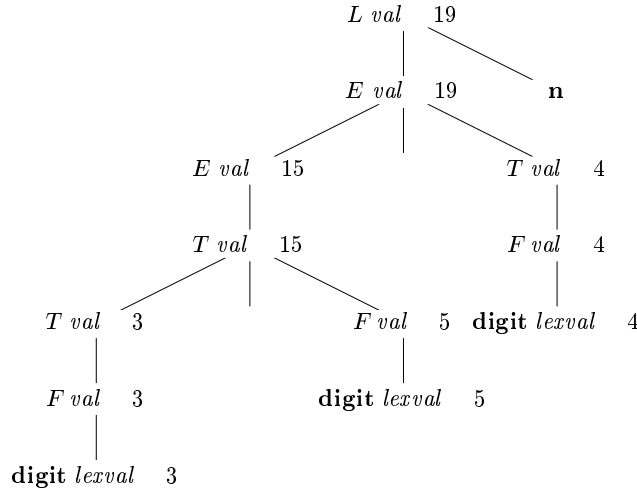 L val 19
E val 19 n
E val 15 T val 4
T val 15 F val 4
T val 3 F val 5 digit lexval 4
F val 3 digit lexval 5
digit lexval 3